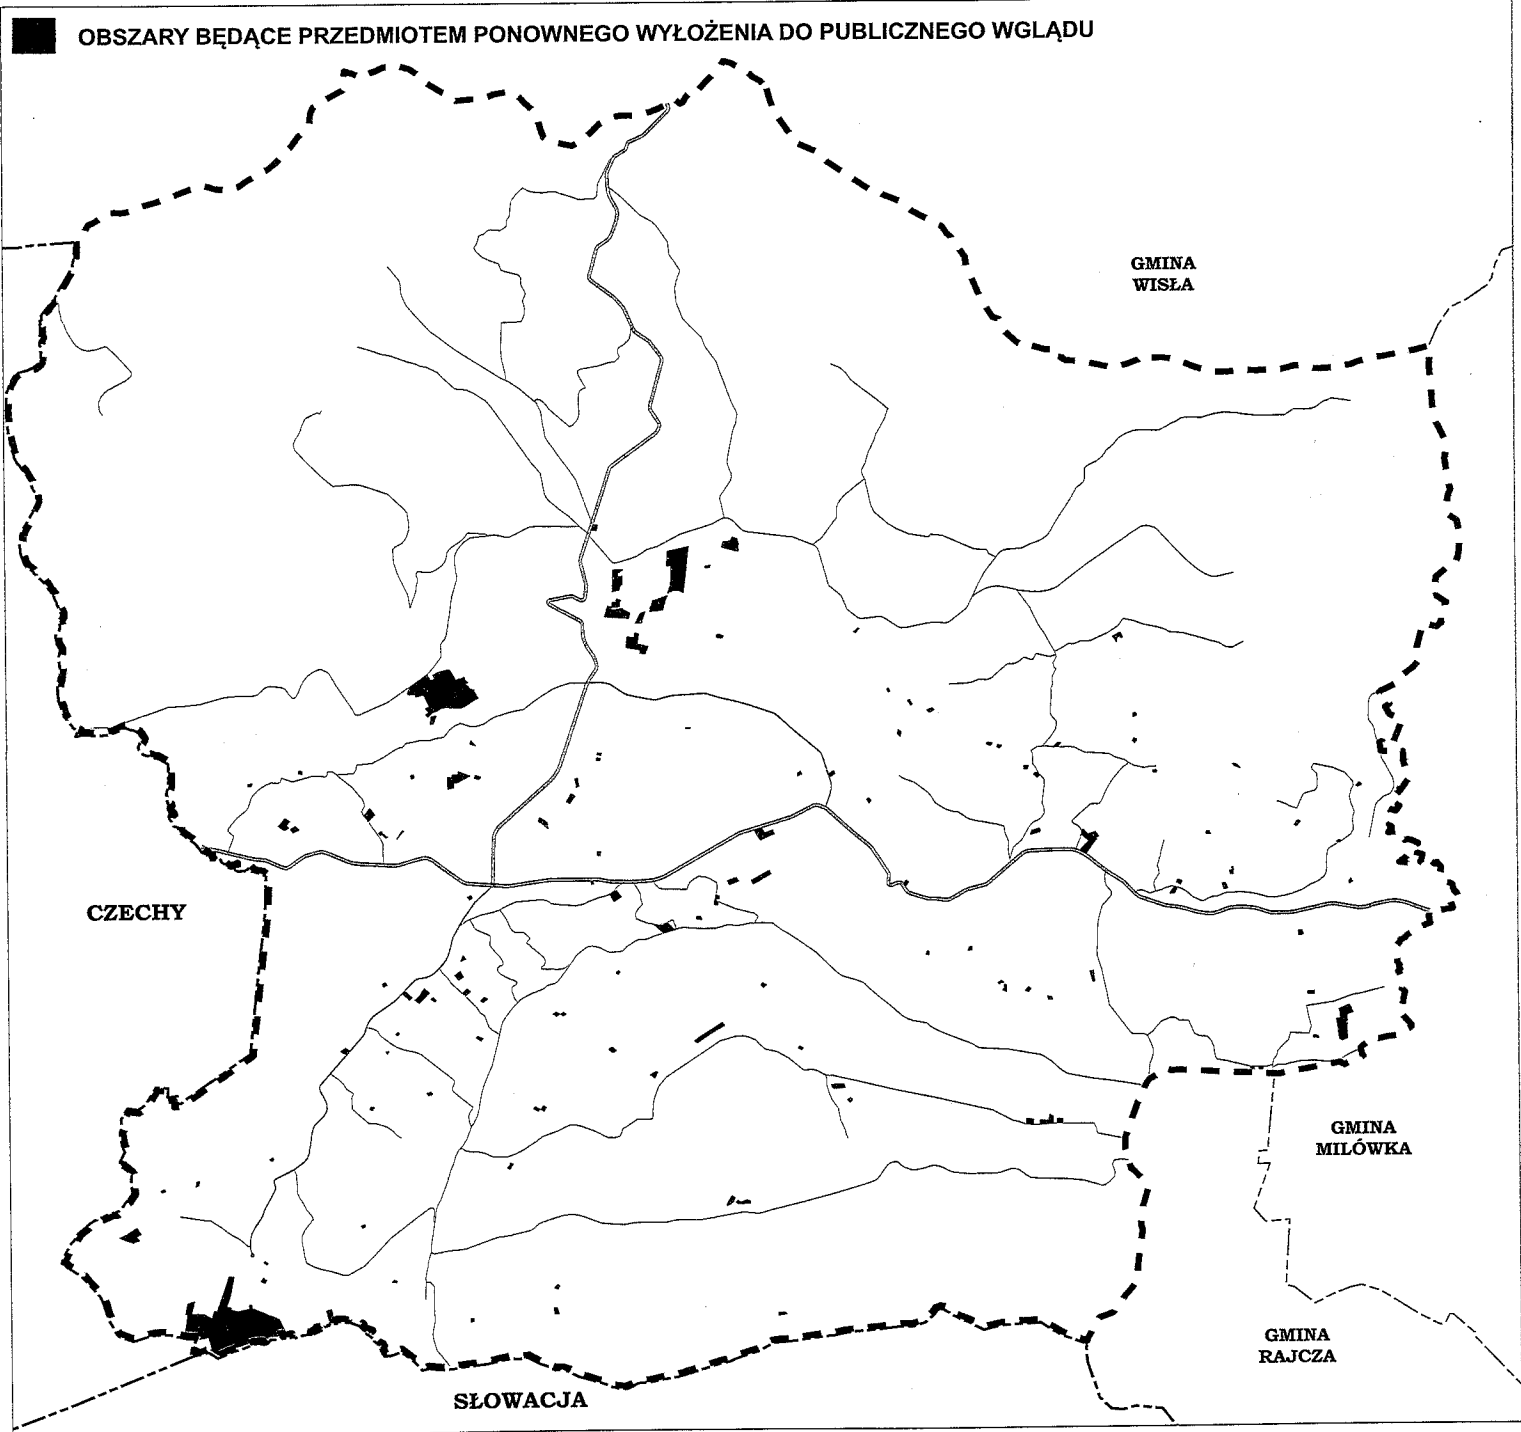 OBSZARY BĘDĄCE PRZEDMIOTEM PONOWNEGO WYŁOŻENIA DO PUBLICZNEGO WGLĄDU
GMINA
WISŁA
CZECHY
GMINA
MILÓWKA
GMINA
RAJCZA
SŁOWACJA